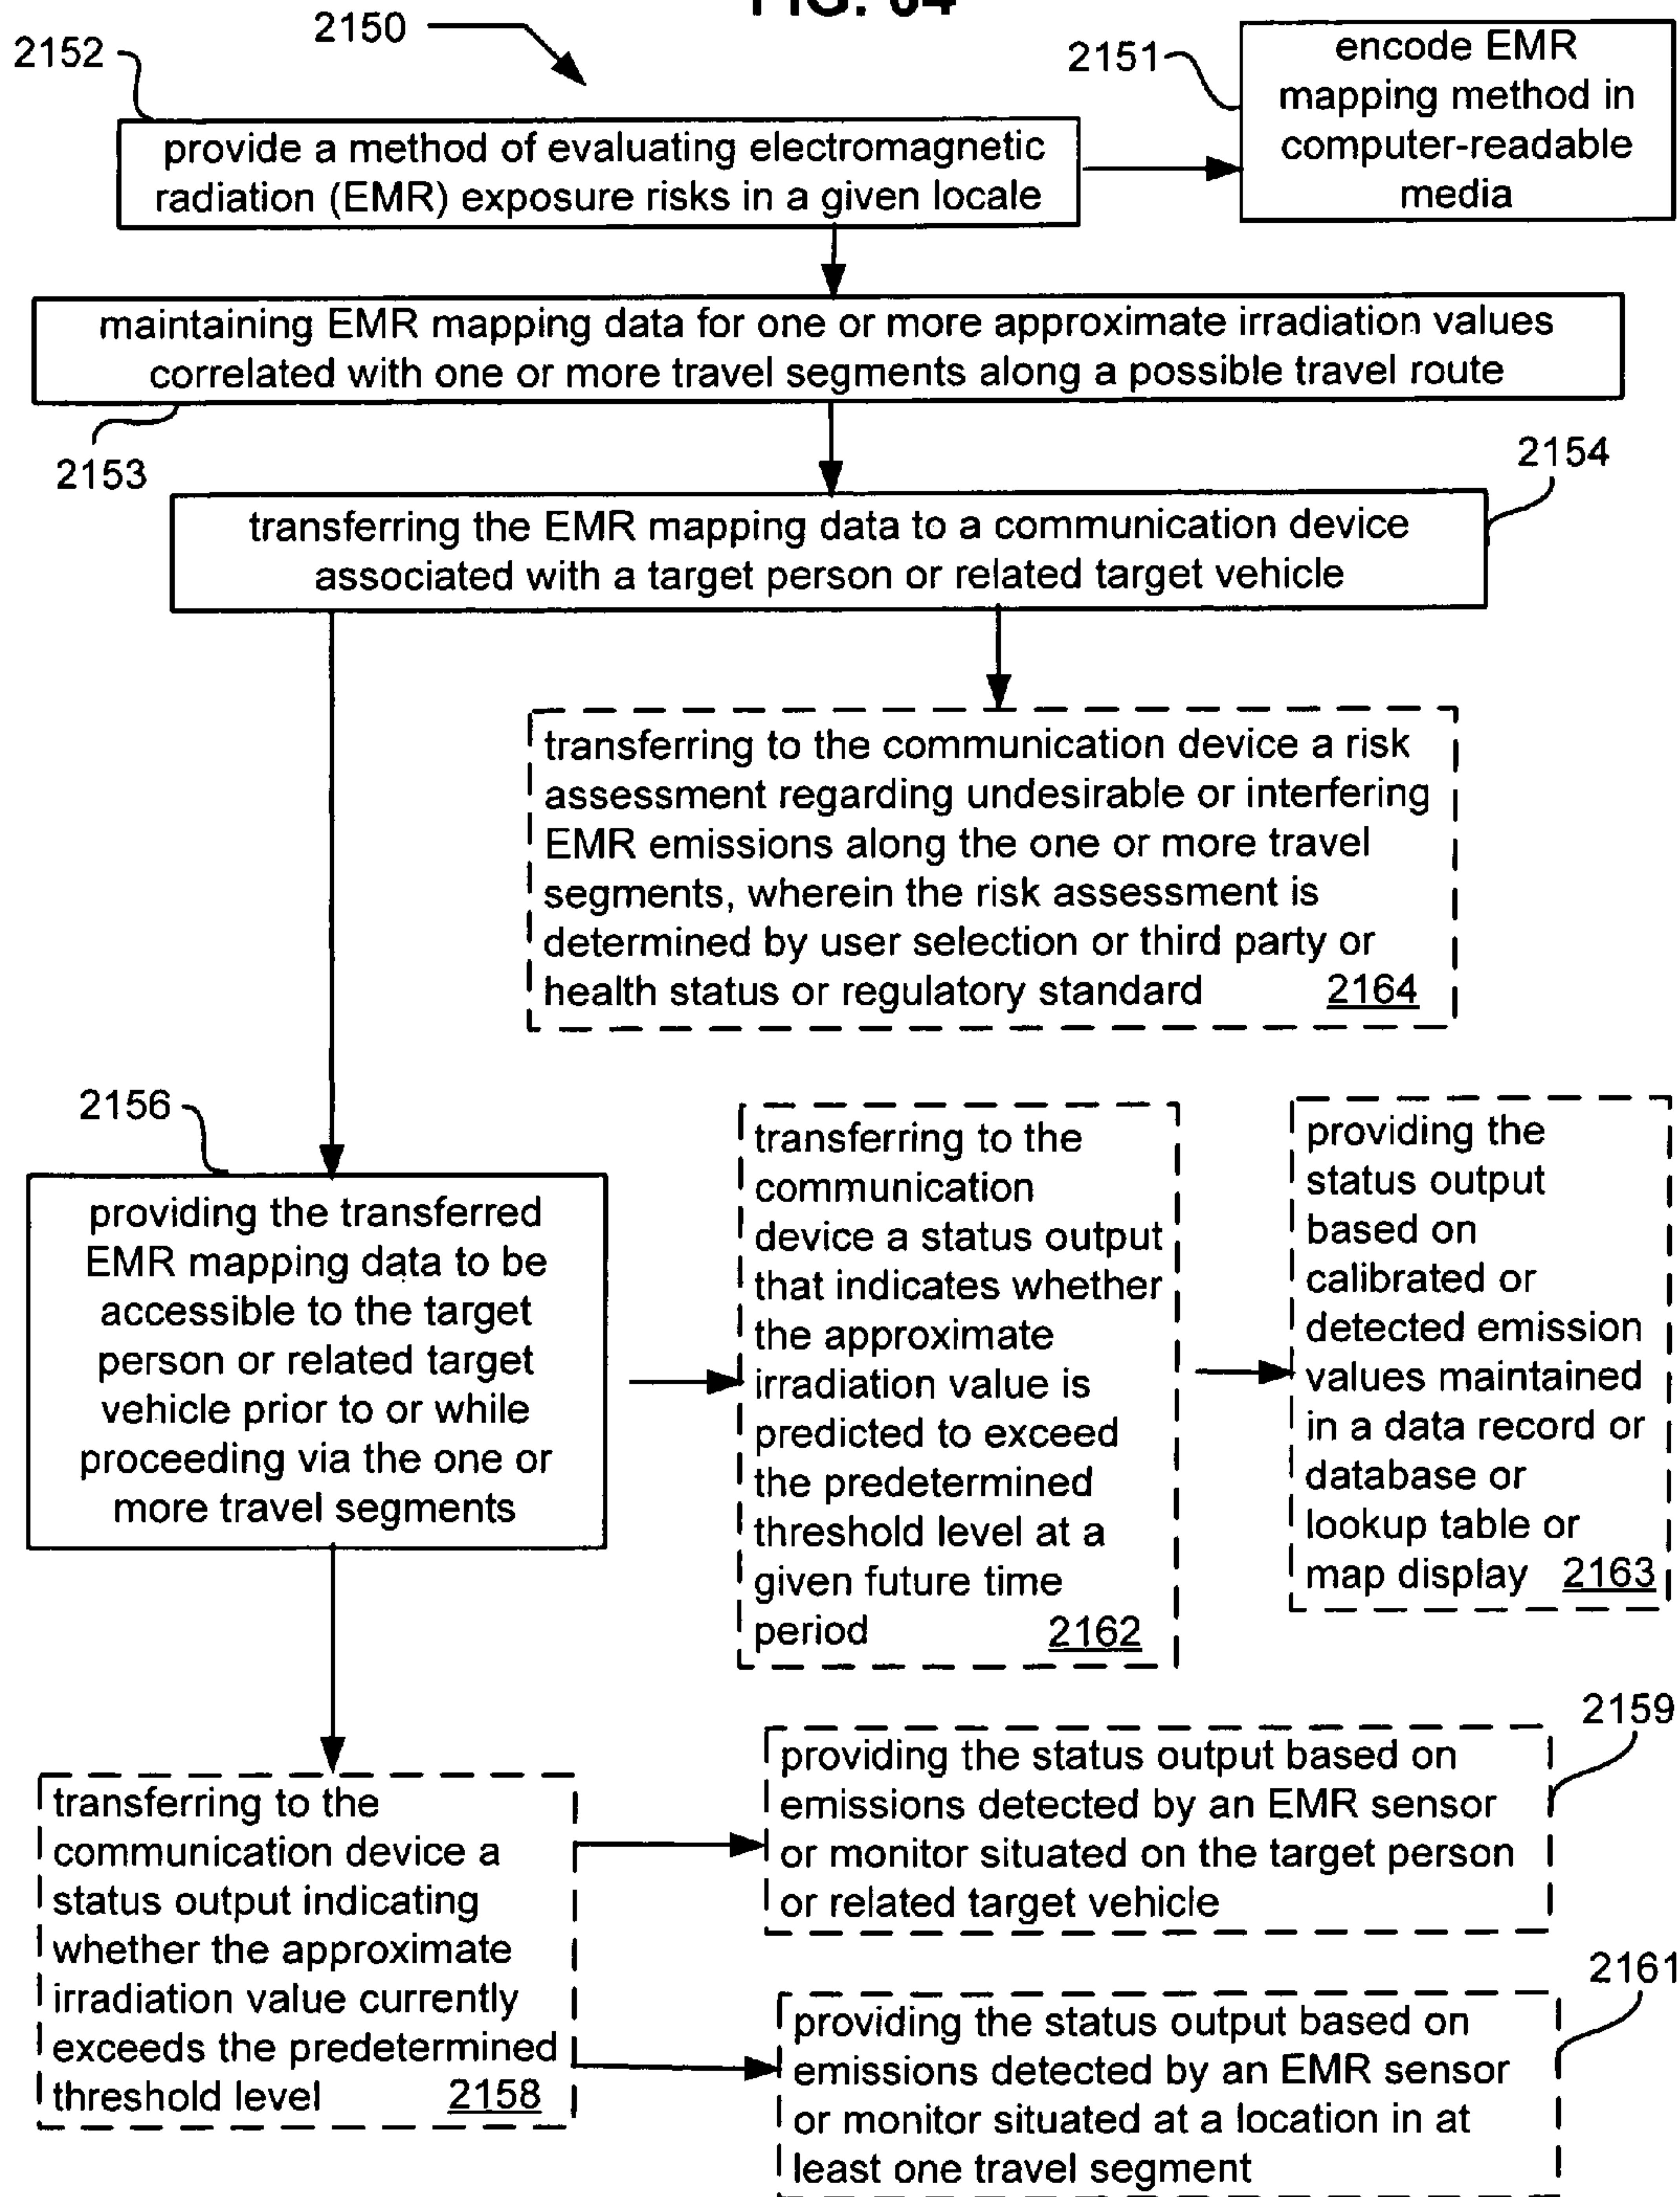 FIG. 64
2150
2152
2151
encode EMR
mapping method in
computer-readable
media
provide a method of evaluating electromagnetic
radiation (EMR) exposure risks in a given locale
maintaining EMR mapping data for one or more approximate irradiation values
correlated with one or more travel segments along a possible travel route
2153
2154
transferring the EMR mapping data to a communication device
associated with a target person or related target vehicle
transferring to the communication device a risk
assessment regarding undesirable or interfering
EMR emissions along the one or more travel
segments, wherein the risk assessment is
determined by user selection or third party or
health status or regulatory standard 2164
2156
providing the transferred
EMR mapping data to be
accessible to the target
person or related target
vehicle prior to or while
proceeding via the one or
more travel segments
transferring to the
communication
device a status output
that indicates whether
the approximate
irradiation value is
predicted to exceed
the predetermined
threshold level at a
given future time
period 2162
providing the
status output
based on
calibrated or
detected emission
values maintained
in a data record or
database or
lookup table or
map display 2163
transferring to the
communication device a
status output indicating
whether the approximate
irradiation value currently
exceeds the predetermined
threshold level 2158
2159
providing the status output based on
emissions detected by an EMR sensor
or monitor situated on the target person
or related target vehicle
2161
providing the status output based on
emissions detected by an EMR sensor
or monitor situated at a location in at
least one travel segment